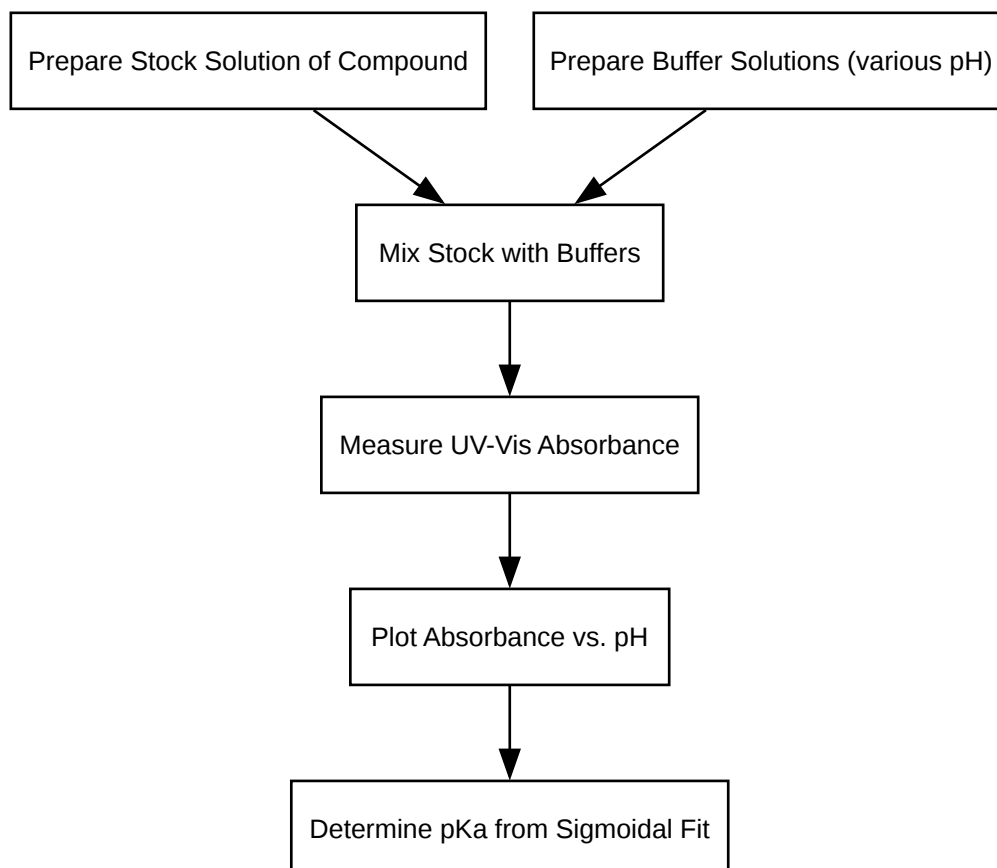 Prepare Stock Solution of Compound
Prepare Buffer Solutions (various pH)
Mix Stock with Buffers
Measure UV-Vis Absorbance
Plot Absorbance vs. pH
Determine pKa from Sigmoidal Fit